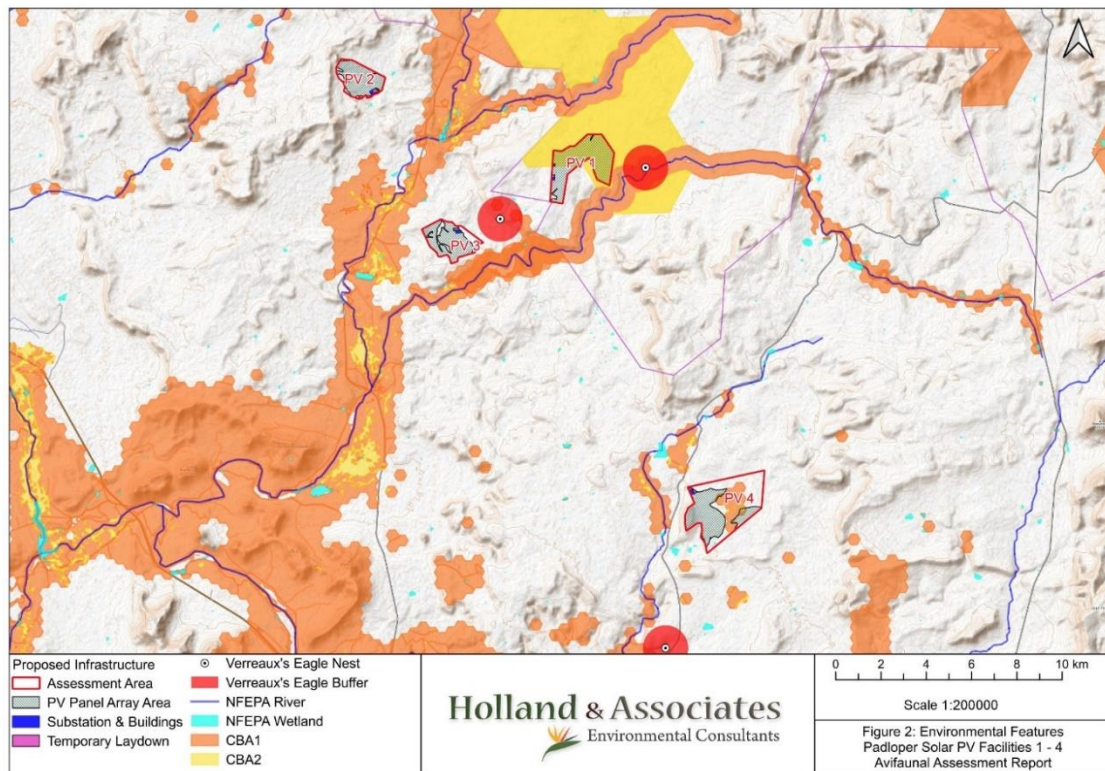 PV 2
PV 1
PV 3
PV 4
Proposed Infrastructure
Assessment Area
PV Panel Array Area
Substation & Buildings
Temporary Laydown
Verreaux's Eagle Nest
Verreaux's Eagle Buffer
NFEPA River
NFEPA Wetland
CBA1
CBA2
Holland & Associates
Environmental Consultants
0 2 4 6 8 10 km
Scale 1:200000
Figure 2: Environmental Features
Padloper Solar PV Facilities 1 - 4
Avifaunal Assessment Report